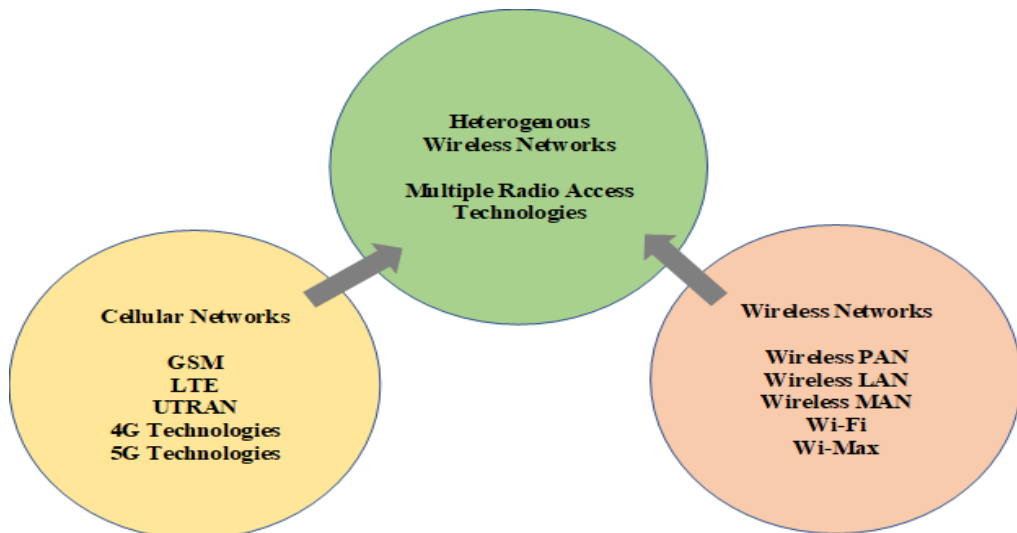 Heterogenous
Wireless Networks
Multiple Radio Access
Technologies
Cellular Networks
GSM
LTE
UTRAN
4G Technologies
5G Technologies
Wireless Networks
Wireless PAN
Wireless LAN
Wireless MAN
Wi-Fi
Wi-Max